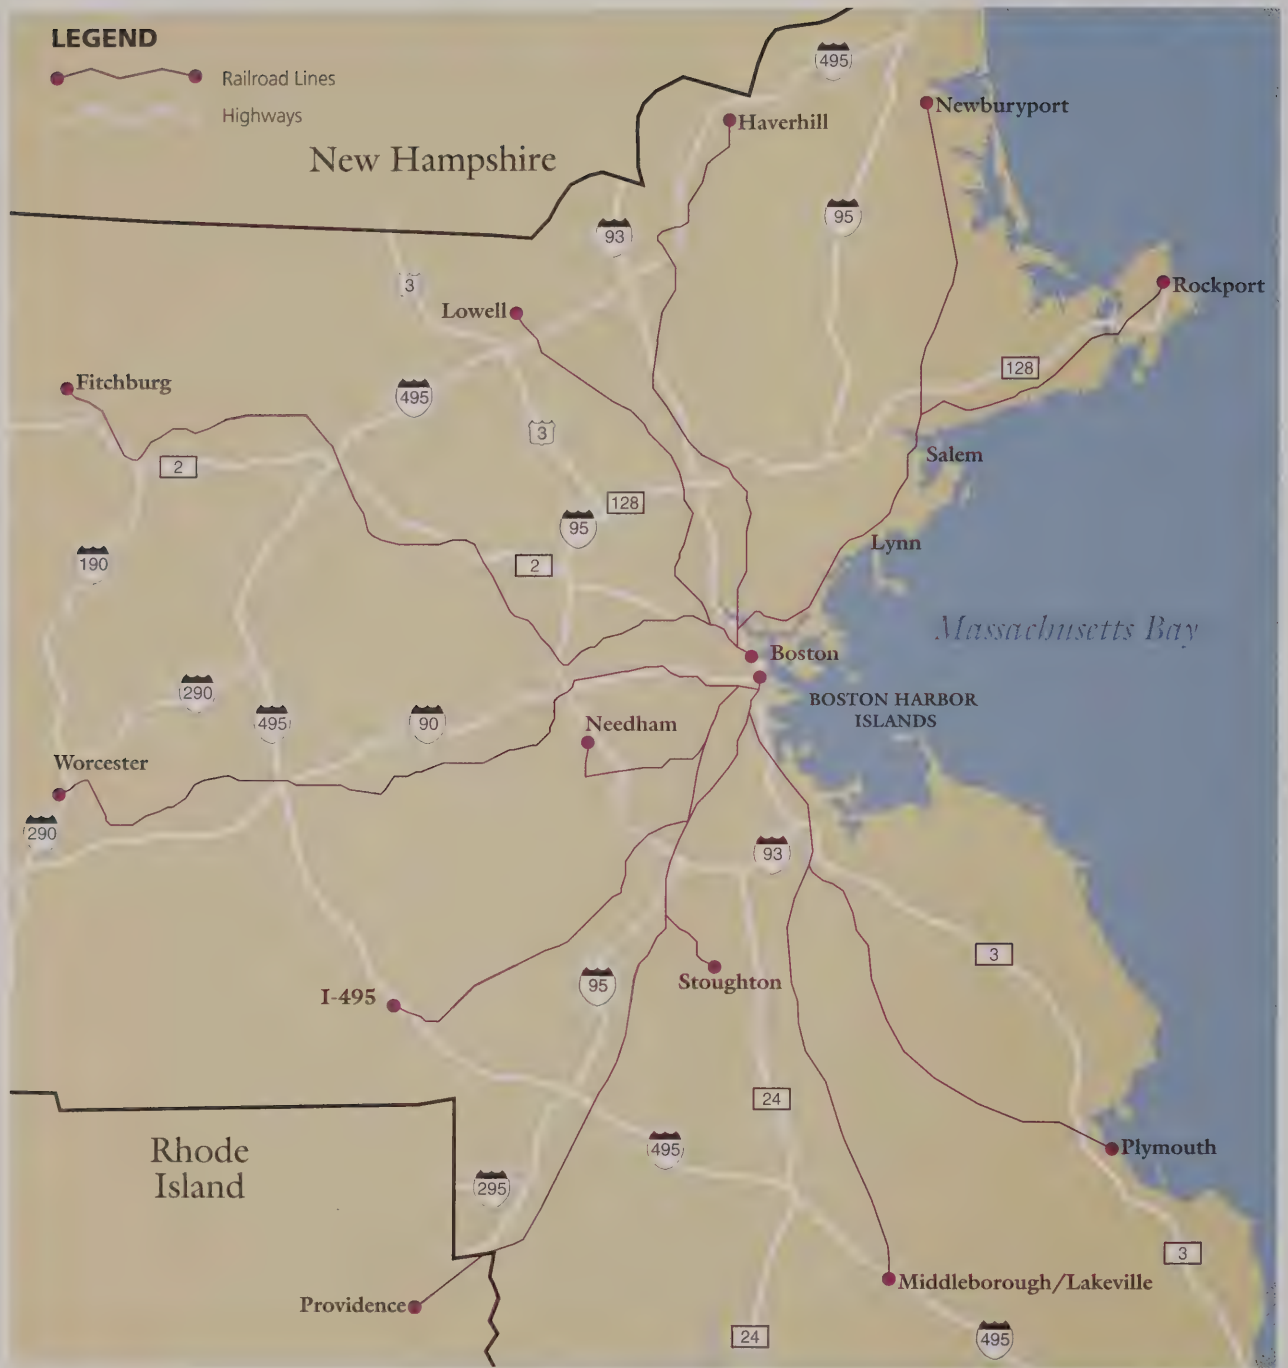 LEGEND
Railroad Lines
Highways
New Hampshire
495
Haverhill
Newburyport
95
93
3
Rockport
Lowell
128
Fitchburg
495
3
Salem
2
128
95
Lynn
190
2
Massachusetts Bay
Boston
290
BOSTON HARBOR
ISLANDS
495
90
Needham
Worcester
290
93
3
95
Stoughton
I-495
24
Rhode
Island
495
Plymouth
295
3
Middleborough/Lakeville
Providence
24
495